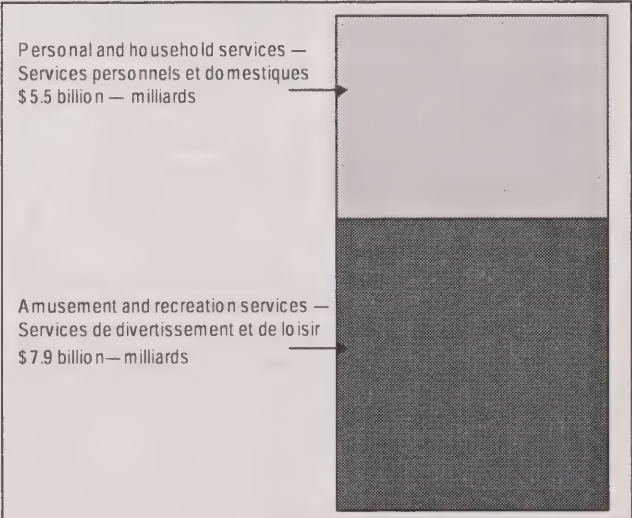 Personal and household services —
Services personnels et domestiques
$5.5 billion — milliards
Amusement and recreation services —
Services de divertissement et de loisir
$7.9 billion — milliards